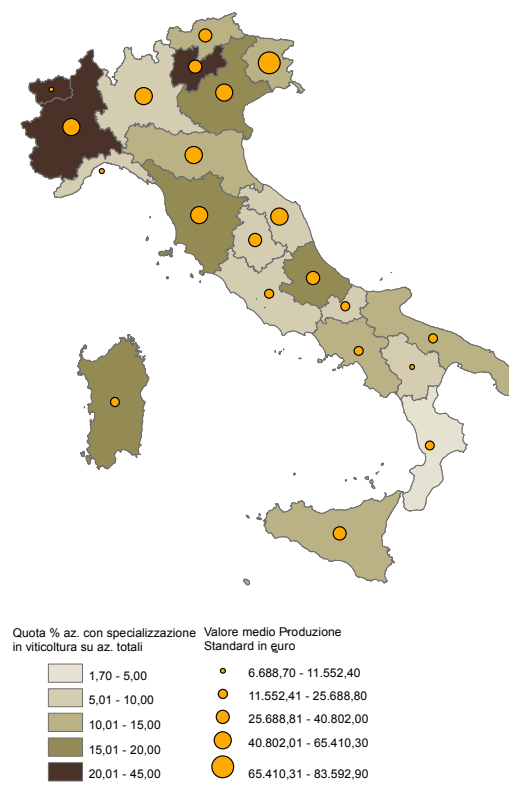 Quota % az. con specializzazione
in viticoltura su az. totali
1,70 - 5,00
5,01 - 10,00
10,01 - 15,00
15,01 - 20,00
20,01 - 45,00
Valore medio Produzione
Standard in euro
6.688,70 - 11.552,40
11.552,41 - 25.688,80
25.688,81 - 40.802,00
40.802,01 - 65.410,30
65.410,31 - 83.592,90